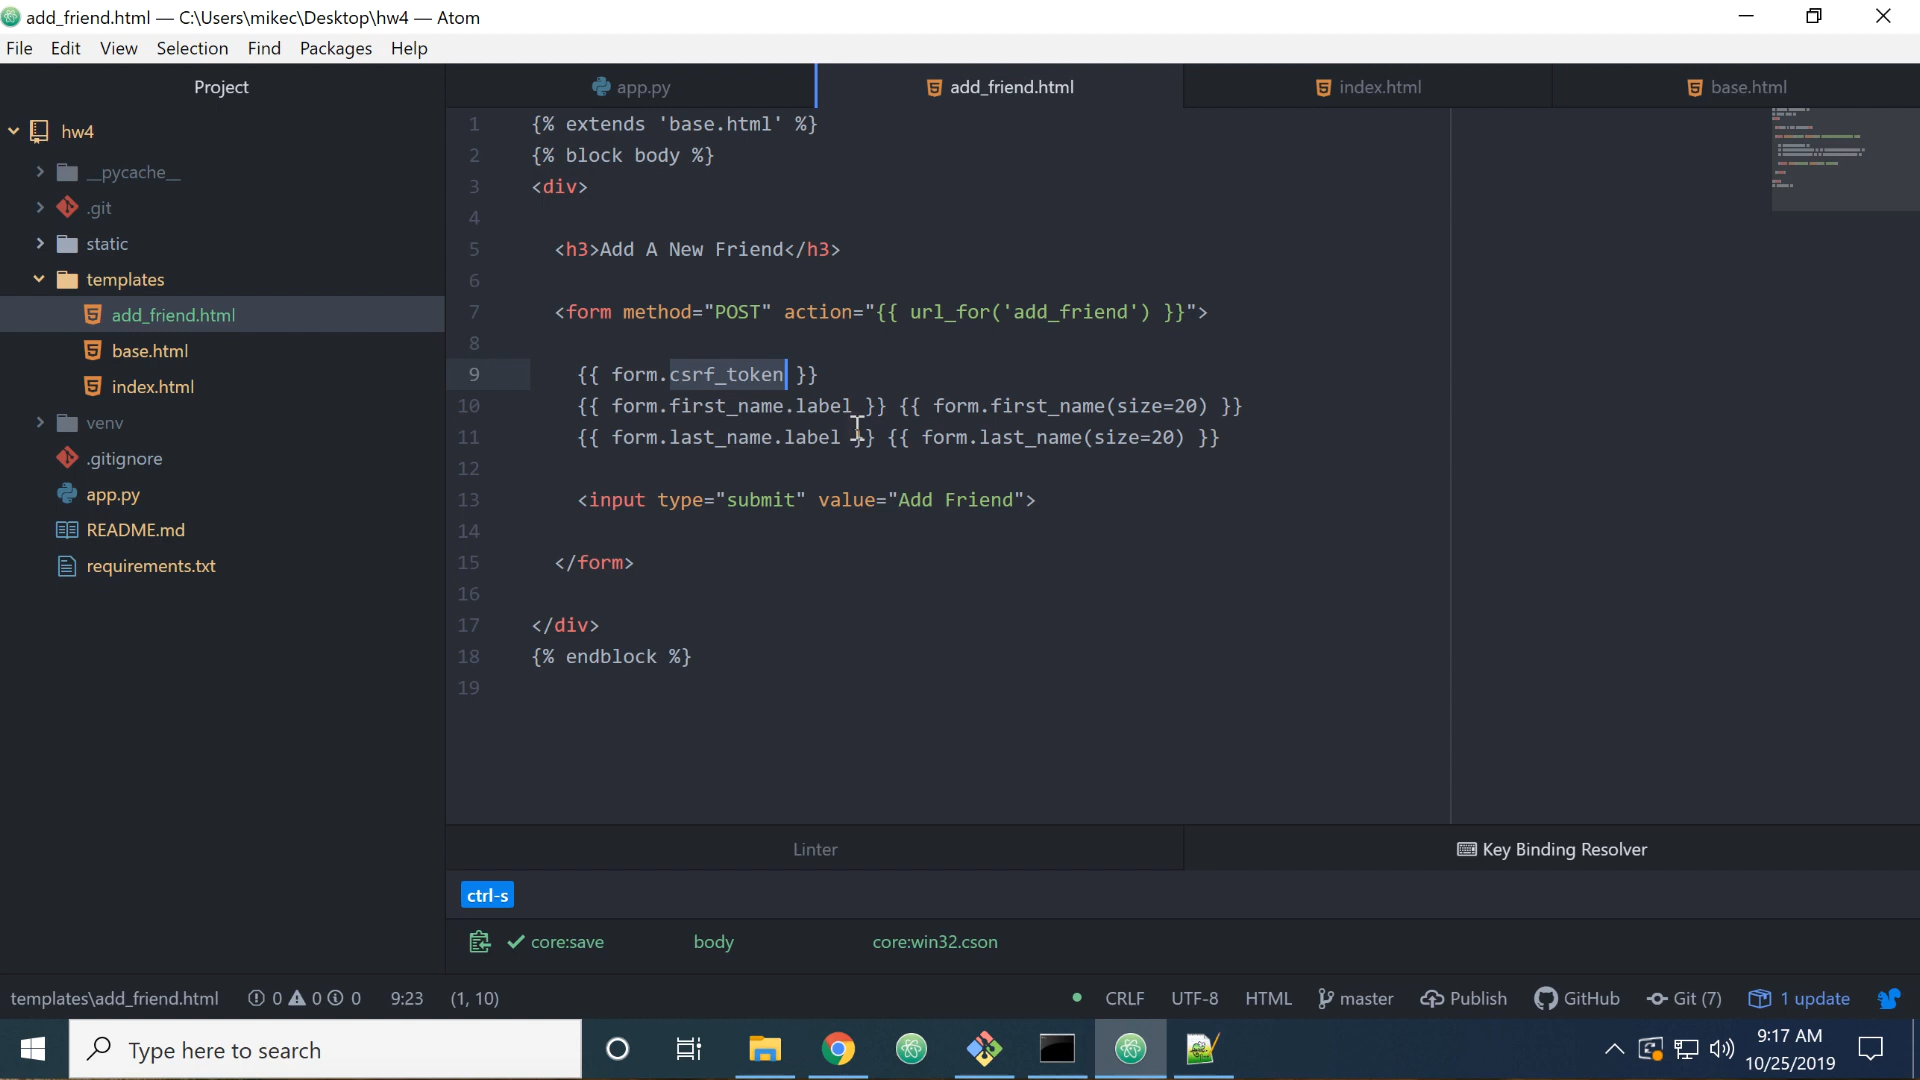 add_friend.html — C:\Users\mikec\Desktop\hw4 — Atom
File Edit View Selection Find Packages Help
Project
app.py
add_friend.html
index.html
base.html
hw4
__pycache__
.git
static
templates
add_friend.html
base.html
index.html
venv
.gitignore
app.py
README.md
requirements.txt
1 {% extends 'base.html' %}
2 {% block body %}
3 <div>
4
5 <h3>Add A New Friend</h3>
6
7 <form method="POST" action="{{ url_for('add_friend') }}">
8
9 {{ form.csrf_token }}
10 {{ form.first_name.label }} {{ form.first_name(size=20) }}
11 {{ form.last_name.label }} {{ form.last_name(size=20) }}
12
13 <input type="submit" value="Add Friend">
14
15 </form>
16
17 </div>
18 {% endblock %}
19
Linter
Key Binding Resolver
ctrl-s
core:save body core:win32.cson
templates\add_friend.html 0 0 0 9:23 (1, 10) CRLF UTF-8 HTML master Publish GitHub Git (7) 1 update
Type here to search
9:17 AM
10/25/2019